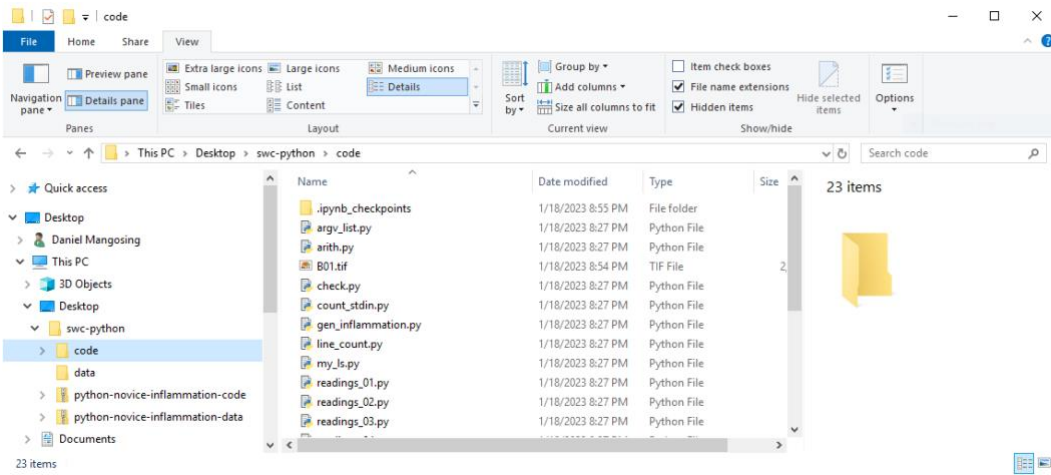 code
File Home Share View
Preview pane
Navigation pane
Details pane
Panes
Extra large icons Large icons Medium icons
Small icons List Details
Tiles Content
Layout
Sort by
Group by
Add columns
Size all columns to fit
Current view
Item check boxes
File name extensions
Hidden items
Hide selected items
Show/hide
Options
This PC > Desktop > swc-python > code
Search code
Quick access
Desktop
Daniel Mangosing
This PC
3D Objects
Desktop
swc-python
code
data
python-novice-inflammation-code
python-novice-inflammation-data
Documents
Name Date modified Type Size
.ipynb_checkpoints 1/18/2023 8:55 PM File folder
argv_list.py 1/18/2023 8:27 PM Python File
arith.py 1/18/2023 8:27 PM Python File
B01.tif 1/18/2023 8:54 PM TIF File 2,
check.py 1/18/2023 8:27 PM Python File
count_stdin.py 1/18/2023 8:27 PM Python File
gen_inflammation.py 1/18/2023 8:27 PM Python File
line_count.py 1/18/2023 8:27 PM Python File
my_ls.py 1/18/2023 8:27 PM Python File
readings_01.py 1/18/2023 8:27 PM Python File
readings_02.py 1/18/2023 8:27 PM Python File
readings_03.py 1/18/2023 8:27 PM Python File
23 items
23 items